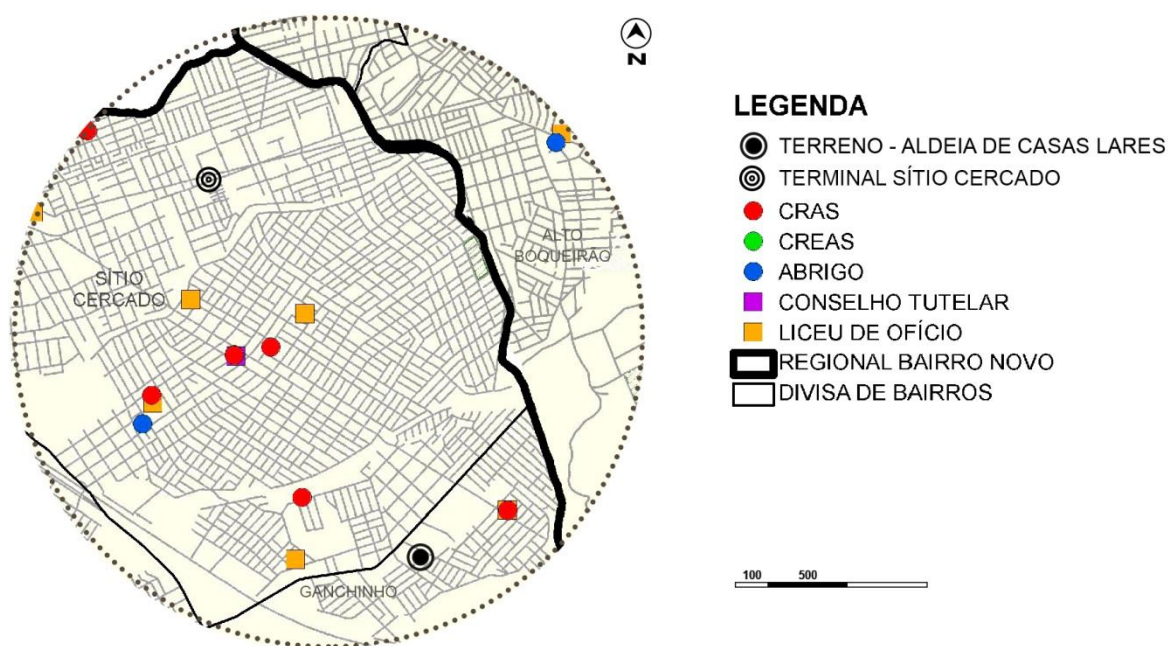 N
LEGENDA
TERRENO - ALDEIA DE CASAS LARES
TERMINAL SÍTIO CERCADO
CRAS
CREAS
ABRIGO
CONSELHO TUTELAR
LICEU DE OFÍCIO
REGIONAL BAIRRO NOVO
DIVISA DE BAIRROS
ALTO
BOQUEIRÃO
SÍTIO
CERCADO
GANCHINHO
100 500